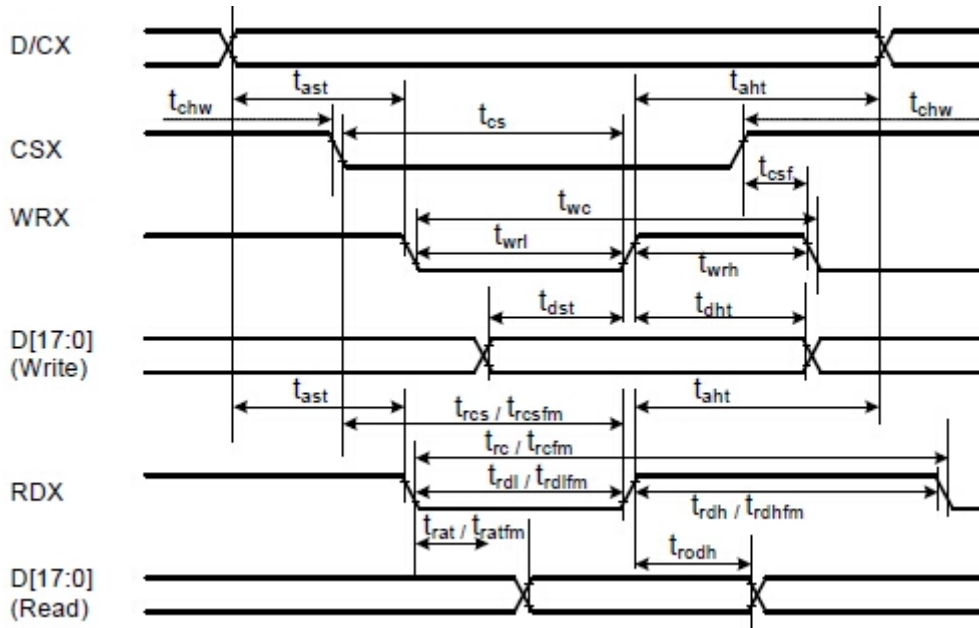 D/CX
t_ast
t_aht
t_chw
t_cs
t_chw
CSX
t_csf
WRX
t_wc
t_wrl
t_wrh
t_dst
t_dht
D[17:0]
(Write)
t_ast
t_rcs / t_rcsfm
t_aht
t_rc / t_rcfm
RDX
t_rdl / t_rdlfm
t_rdh / t_rdhfm
t_rat / t_ratfm
t_rodh
D[17:0]
(Read)